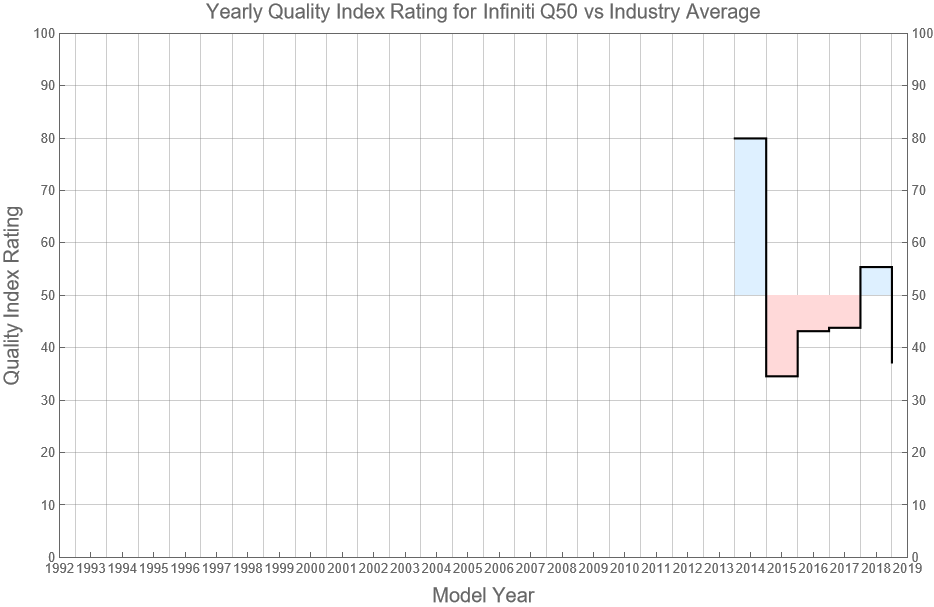 Yearly Quality Index Rating for Infiniti Q50 vs Industry Average
100 100
90 90
80 80
70 70
60 60
50 50
40 40
30 30
20 20
10 10
0 0
Quality Index Rating
1992 1993 1994 1995 1996 1997 1998 1999 2000 2001 2002 2003 2004 2005 2006 2007 2008 2009 2010 2011 2012 2013 2014 2015 2016 2017 2018 2019
Model Year